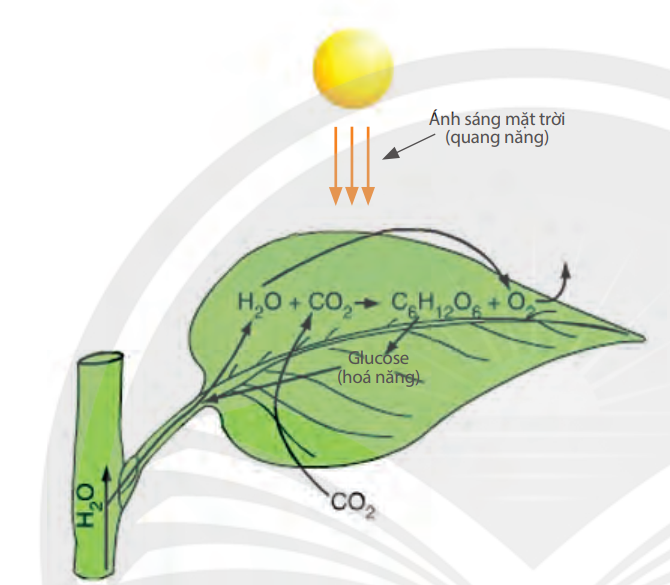 Ánh sáng mặt trời
(quang năng)
H₂O + CO₂ → C₆H₁₂O₆ + O₂
Glucose
(hoá năng)
H₂O
CO₂